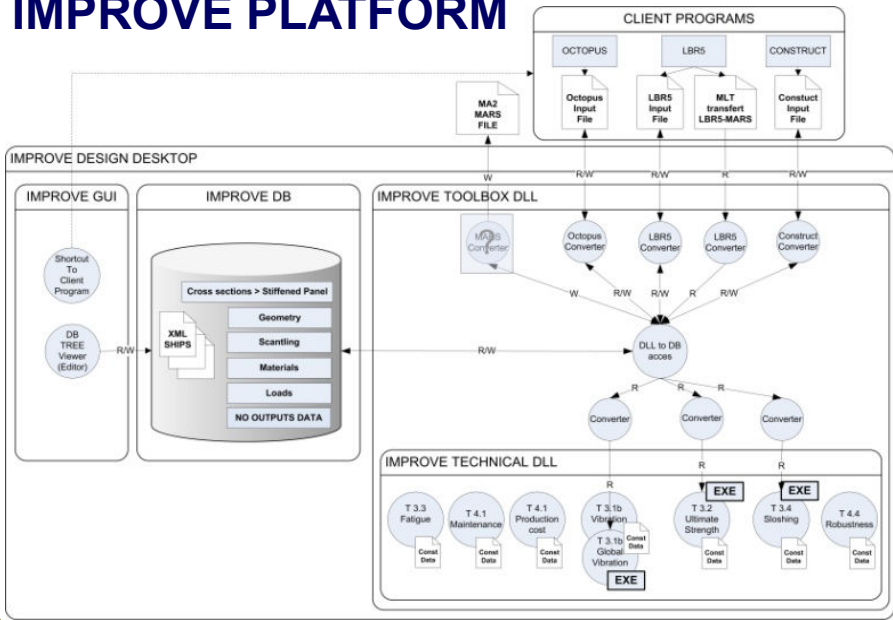 IMPROVE PLATFORM
CLIENT PROGRAMS
OCTOPUS
LBR5
CONSTRUCT
MA2
MARS
FILE
Octopus
Input
File
LBR5
Input
File
MLT
transfert
LBR5-MARS
Constuct
Input
File
IMPROVE DESIGN DESKTOP
W
R/W
R/W
R
R/W
IMPROVE GUI
IMPROVE DB
IMPROVE TOOLBOX DLL
Shortcut
To
Client
Program
DB
TREE
Viewer
(Editor)
R/W
Cross sections > Stiffened Panel
XML
SHIPS
Geometry
Scantling
Materials
Loads
NO OUTPUTS DATA
R/W
MARS
Converter
?
Octopus
Converter
LBR5
Converter
LBR5
Converter
Construct
Converter
W
R/W
R/W
R
R/W
DLL to DB
acces
R
R
R
Converter
Converter
Converter
IMPROVE TECHNICAL DLL
R
R
R
T 3.3
Fatigue
Const
Data
T 4.1
Maintenance
Const
Data
T 4.1
Production
cost
Const
Data
T 3.1b
Vibration
Const
Data
T 3.1b
Global
Vibration
EXE
EXE
T 3.2
Ultimate
Strength
Const
Data
EXE
T 3.4
Sloshing
Const
Data
T 4.4
Robustness
Const
Data